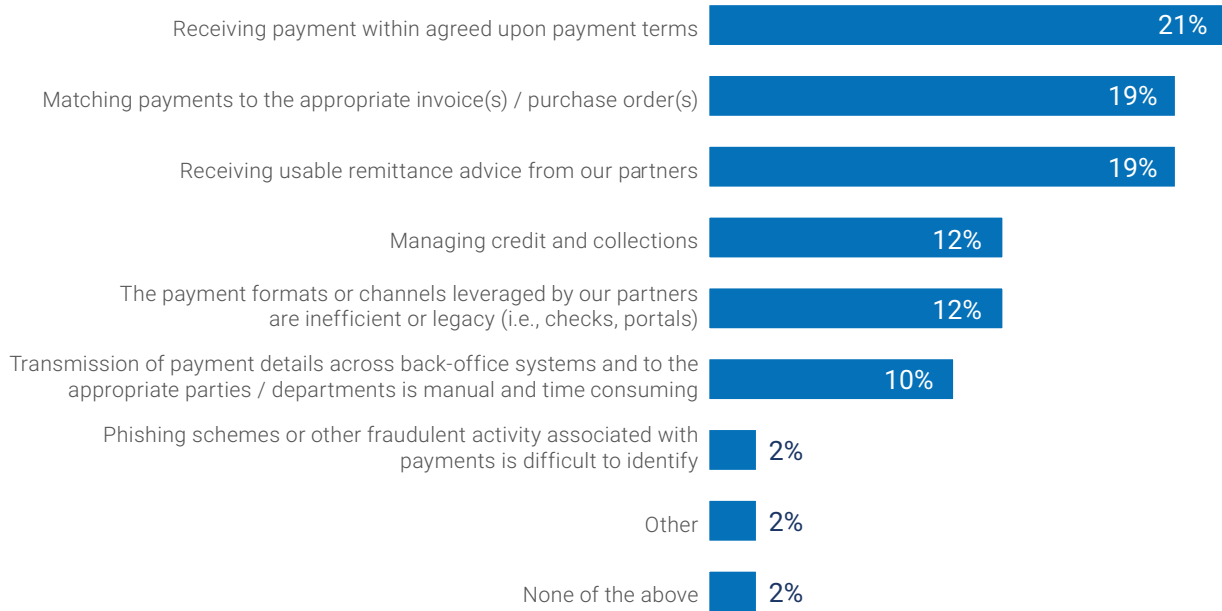 Receiving payment within agreed upon payment terms
21%
Matching payments to the appropriate invoice(s) / purchase order(s)
19%
Receiving usable remittance advice from our partners
19%
Managing credit and collections
12%
The payment formats or channels leveraged by our partners
are inefficient or legacy (i.e., checks, portals)
12%
Transmission of payment details across back-office systems and to the
appropriate parties / departments is manual and time consuming
10%
Phishing schemes or other fraudulent activity associated with
payments is difficult to identify
2%
Other
2%
None of the above
2%